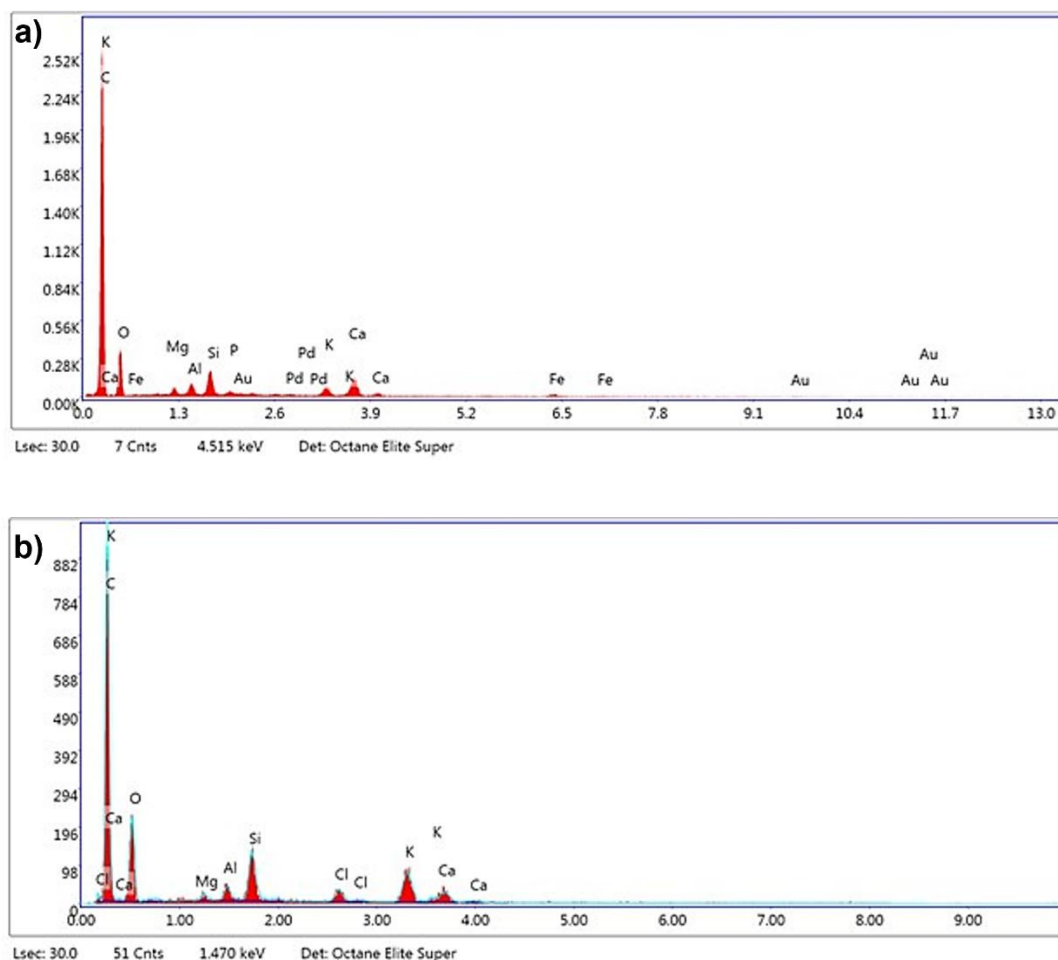 a)
K
2.52K
C
2.24K
1.96K
1.68K
1.40K
1.12K
0.84K
0.56K
O
Mg
Si
P
Pd
K
Ca
Au
0.28K
Al
Ca
Fe
Au
Pd
Pd
K
Ca
Fe
Fe
Au
Au
Au
0.00K
0.0 1.3 2.6 3.9 5.2 6.5 7.8 9.1 10.4 11.7 13.0
Lsec: 30.0 7 Cnts 4.515 keV Det: Octane Elite Super
b)
K
882
C
784
686
588
490
392
294
O
Ca
196
Si
K
98
Cl
Ca
Mg
Al
Cl
Cl
K
Ca
Ca
0
0.00 1.00 2.00 3.00 4.00 5.00 6.00 7.00 8.00 9.00
Lsec: 30.0 51 Cnts 1.470 keV Det: Octane Elite Super